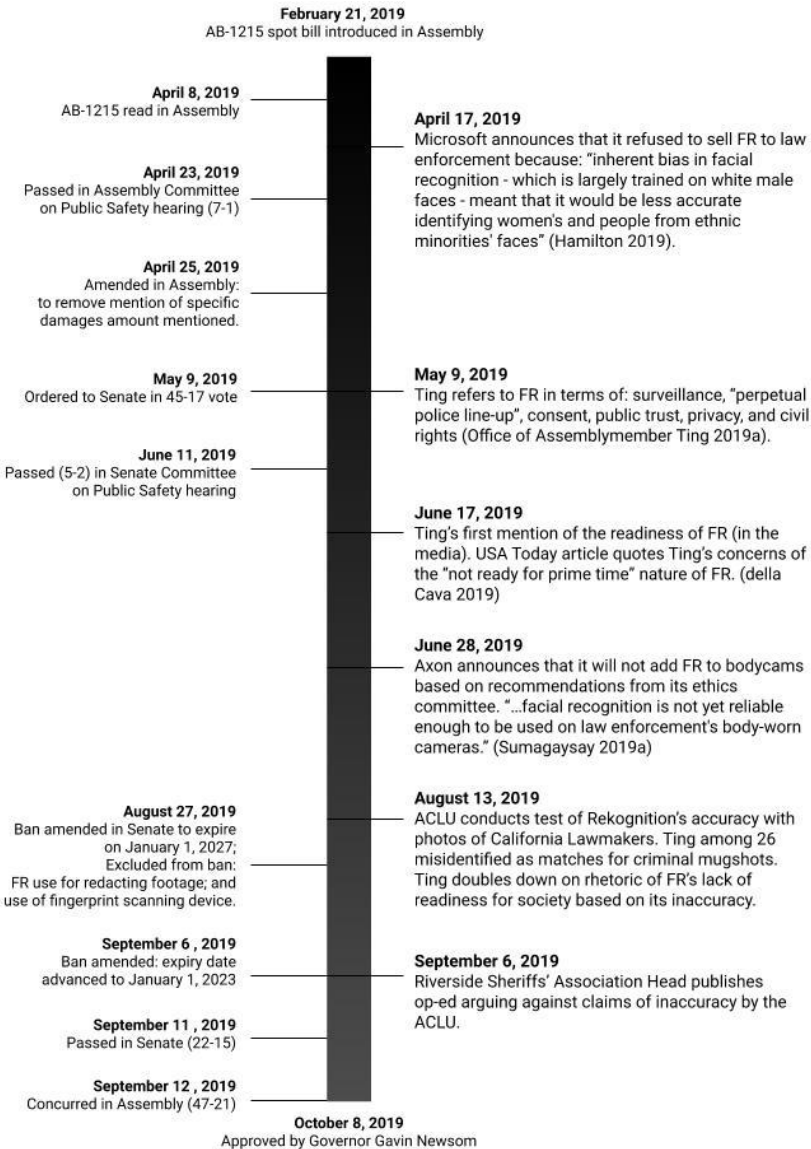 February 21, 2019
AB-1215 spot bill introduced in Assembly
April 8, 2019
AB-1215 read in Assembly
April 17, 2019
Microsoft announces that it refused to sell FR to law
enforcement because: “inherent bias in facial
recognition - which is largely trained on white male
faces - meant that it would be less accurate
identifying women's and people from ethnic
minorities' faces” (Hamilton 2019).
April 23, 2019
Passed in Assembly Committee
on Public Safety hearing (7-1)
April 25, 2019
Amended in Assembly:
to remove mention of specific
damages amount mentioned.
May 9, 2019
Ordered to Senate in 45-17 vote
May 9, 2019
Ting refers to FR in terms of: surveillance, “perpetual
police line-up”, consent, public trust, privacy, and civil
rights (Office of Assemblymember Ting 2019a).
June 11, 2019
Passed (5-2) in Senate Committee
on Public Safety hearing
June 17, 2019
Ting’s first mention of the readiness of FR (in the
media). USA Today article quotes Ting’s concerns of
the “not ready for prime time” nature of FR. (della
Cava 2019)
June 28, 2019
Axon announces that it will not add FR to bodycams
based on recommendations from its ethics
committee. “...facial recognition is not yet reliable
enough to be used on law enforcement's body-worn
cameras.” (Sumagaysay 2019a)
August 13, 2019
ACLU conducts test of Rekognition’s accuracy with
photos of California Lawmakers. Ting among 26
misidentified as matches for criminal mugshots.
Ting doubles down on rhetoric of FR’s lack of
readiness for society based on its inaccuracy.
August 27, 2019
Ban amended in Senate to expire
on January 1, 2027;
Excluded from ban:
FR use for redacting footage; and
use of fingerprint scanning device.
September 6 , 2019
Ban amended: expiry date
advanced to January 1, 2023
September 6, 2019
Riverside Sheriffs’ Association Head publishes
op-ed arguing against claims of inaccuracy by the
ACLU.
September 11 , 2019
Passed in Senate (22-15)
September 12 , 2019
Concurred in Assembly (47-21)
October 8, 2019
Approved by Governor Gavin Newsom